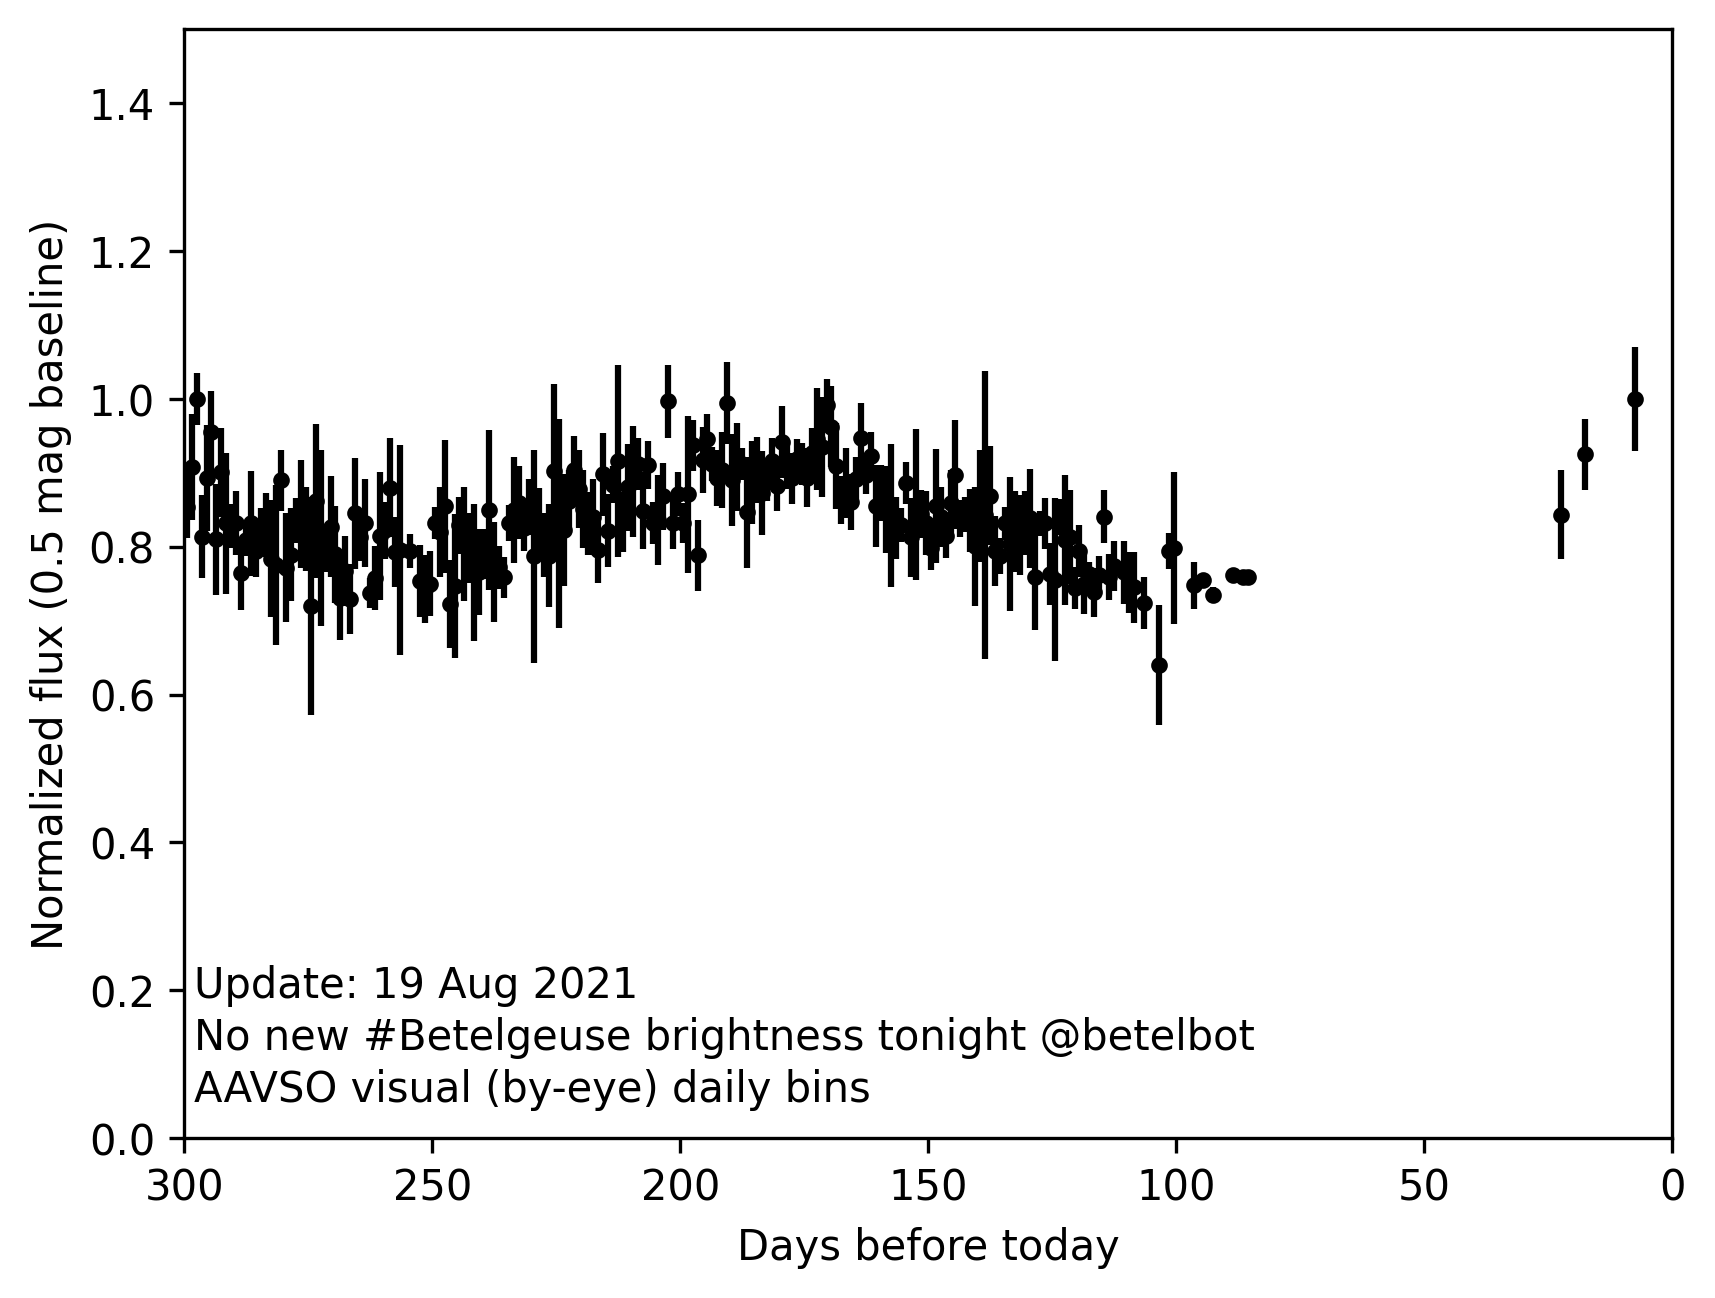 1.4
1.2
1.0
0.8
0.6
0.4
0.2
0.0
Normalized flux (0.5 mag baseline)
Update: 19 Aug 2021
No new #Betelgeuse brightness tonight @betelbot
AAVSO visual (by-eye) daily bins
300 250 200 150 100 50 0
Days before today